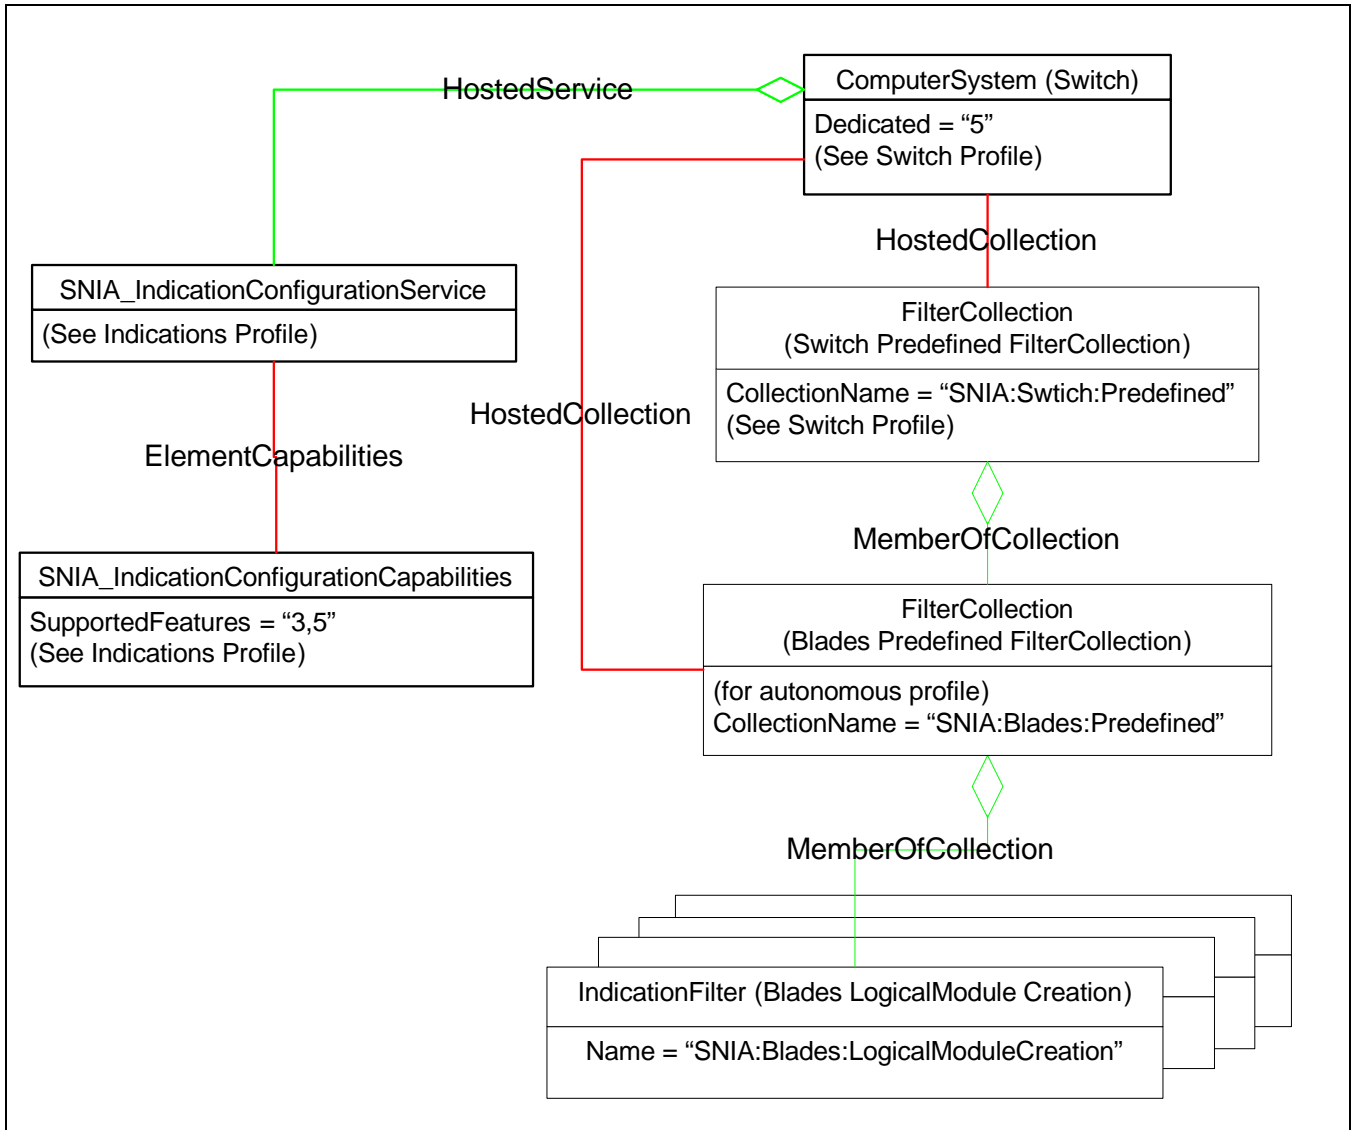 HostedService
ComputerSystem (Switch)
Dedicated = “5”
(See Switch Profile)
HostedCollection
SNIA_IndicationConfigurationService
(See Indications Profile)
FilterCollection
(Switch Predefined FilterCollection)
CollectionName = “SNIA:Swtich:Predefined”
(See Switch Profile)
HostedCollection
ElementCapabilities
MemberOfCollection
SNIA_IndicationConfigurationCapabilities
SupportedFeatures = “3,5”
(See Indications Profile)
FilterCollection
(Blades Predefined FilterCollection)
(for autonomous profile)
CollectionName = “SNIA:Blades:Predefined”
MemberOfCollection
IndicationFilter (Blades LogicalModule Creation)
Name = “SNIA:Blades:LogicalModuleCreation”